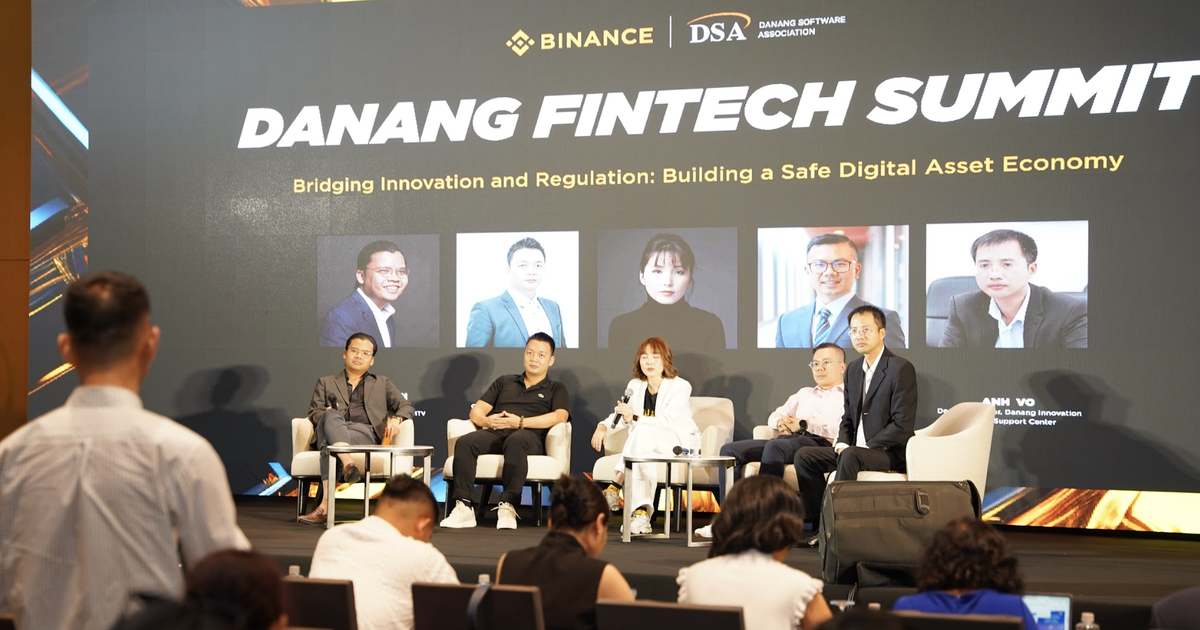 BINANCE
DSA
DANANG SOFTWARE
ASSOCIATION
DANANG FINTECH SUMMIT
Bridging Innovation and Regulation: Building a Safe Digital Asset Economy
ANH VO
Danang Innovation
Support Center